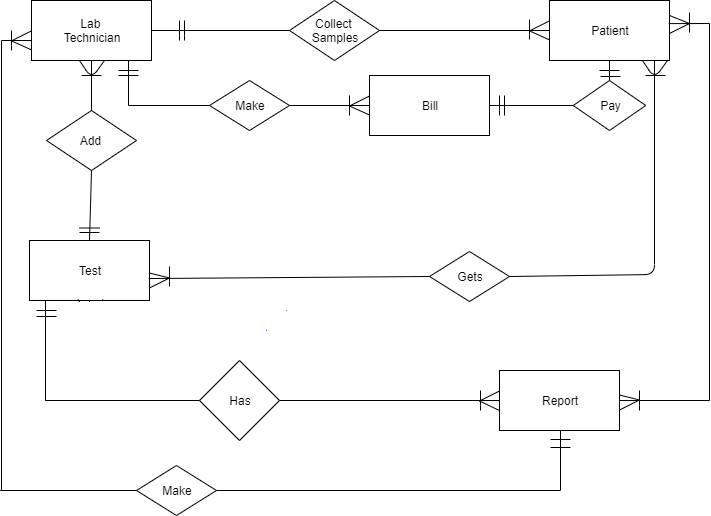 Lab
Technician
Collect
Samples
Patient
Make
Bill
Pay
Add
Test
Gets
Has
Report
Make